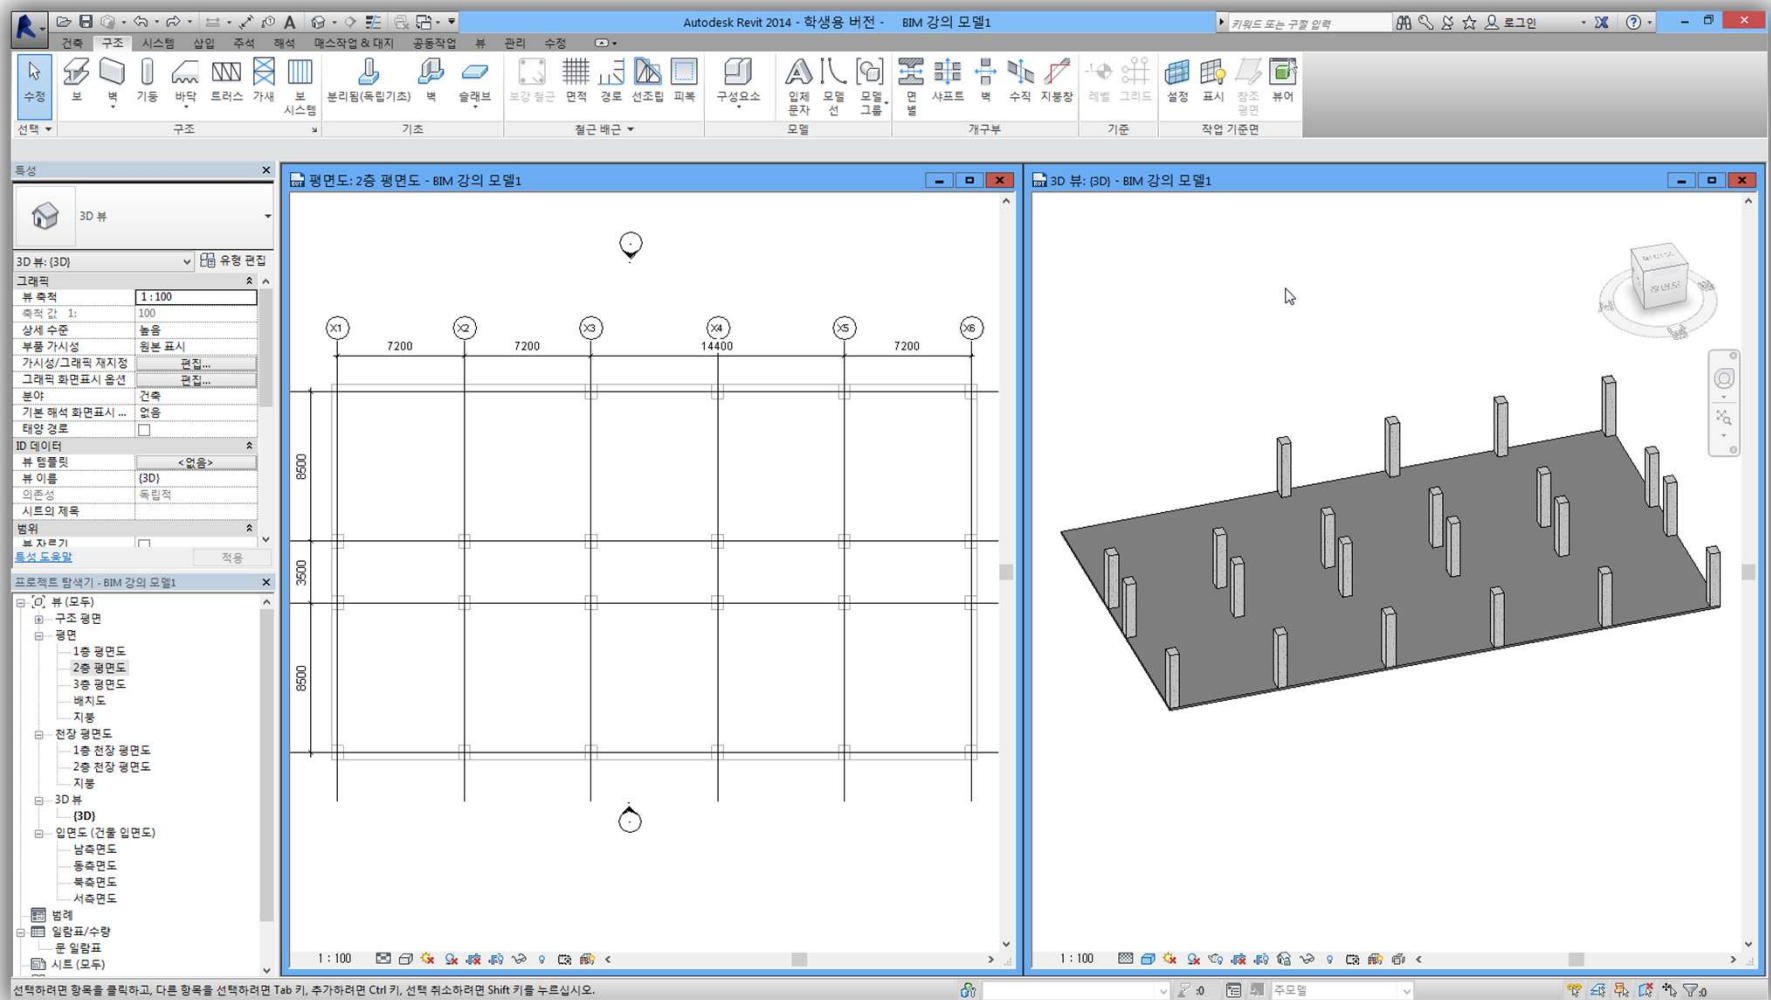 Autodesk Revit 2014 - 학생용 버전 - BIM 강의 모델1
키워드 또는 구절 입력
로그인
건축 구조 시스템 삽입 주석 해석 매스작업 & 대지 공동작업 뷰 관리 수정
수정 보 벽 기둥 바닥 트러스 가새 보 시스템 분리됨(독립기초) 벽 슬래브 보강 철근 면적 경로 선조립 피복 구성요소 입체 문자 모델 선 모델 그룹 면별 샤프트 벽 수직 지붕창 레벨 그리드 설정 표시 참조 평면 뷰어
선택 구조 기초 철근 배근 모델 개구부 기준 작업 기준면
특성
3D 뷰
3D 뷰: {3D} 유형 편집
그래픽
뷰 축척 1 : 100
축척 값 1: 100
상세 수준 높음
부품 가시성 원본 표시
가시성/그래픽 재지정 편집...
그래픽 화면표시 옵션 편집...
분야 건축
기본 해석 화면표시 ... 없음
태양 경로
ID 데이터
뷰 템플릿 <없음>
뷰 이름 {3D}
의존성 독립적
시트의 제목
범위
뷰 자르기
특성 도움말 적용
프로젝트 탐색기 - BIM 강의 모델1
뷰 (모두)
구조 평면
평면
1층 평면도
2층 평면도
3층 평면도
배치도
지붕
천장 평면도
1층 천장 평면도
2층 천장 평면도
지붕
3D 뷰
{3D}
입면도 (건물 입면도)
남측면도
동측면도
북측면도
서측면도
범례
일람표/수량
문 일람표
시트 (모두)
평면도: 2층 평면도 - BIM 강의 모델1
X1 X2 X3 X4 X5 X6
7200 7200 14400 7200
8500
3500
8500
1 : 100
3D 뷰: {3D} - BIM 강의 모델1
1 : 100
선택하려면 항목을 클릭하고, 다른 항목을 선택하려면 Tab 키, 추가하려면 Ctrl 키, 선택 취소하려면 Shift 키를 누르십시오.
:0
주모델
:0